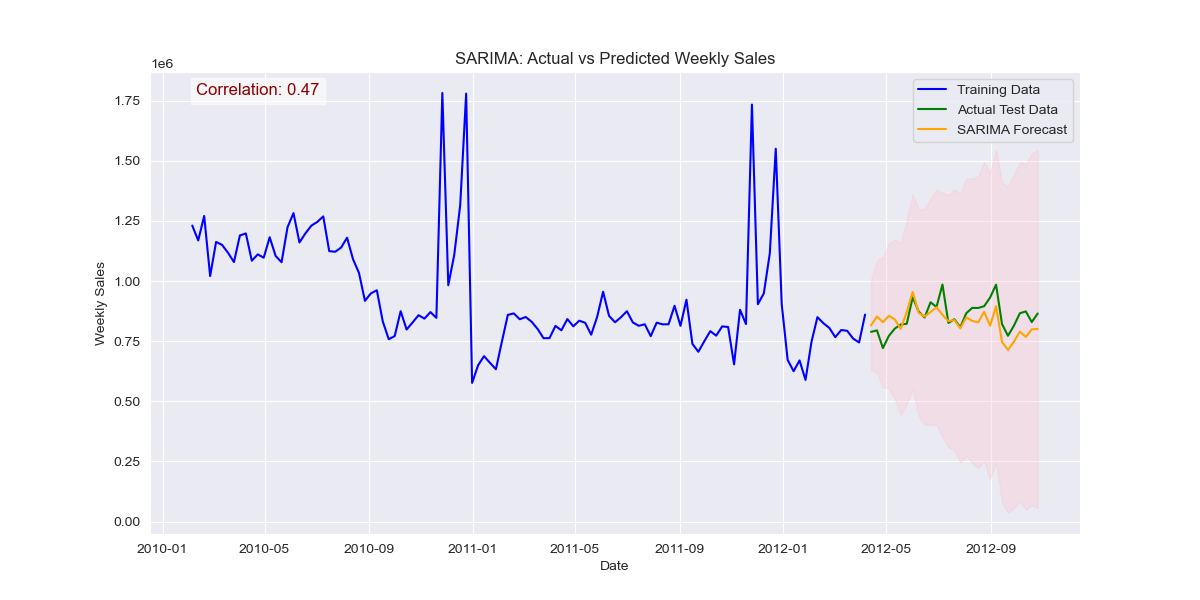 SARIMA: Actual vs Predicted Weekly Sales
1e6
Correlation: 0.47
Training Data
Actual Test Data
SARIMA Forecast
1.75
1.50
1.25
1.00
0.75
0.50
0.25
0.00
Weekly Sales
2010-01 2010-05 2010-09 2011-01 2011-05 2011-09 2012-01 2012-05 2012-09
Date